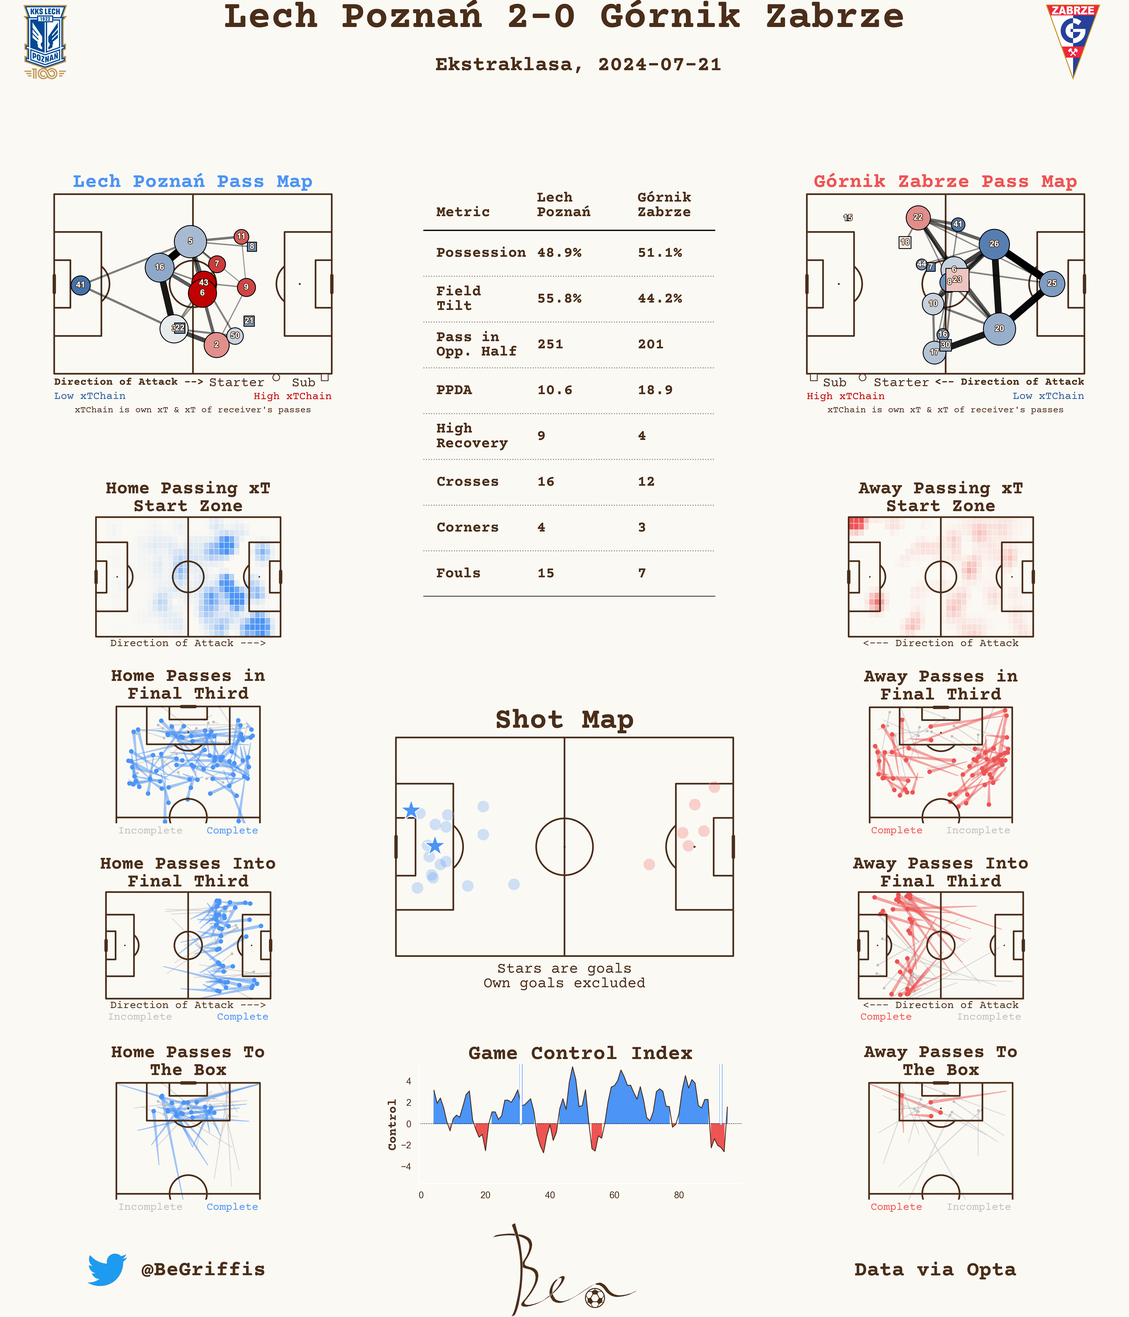 Lech Poznań 2-0 Górnik Zabrze
KKS LECH
POZNAŃ
100
ZABRZE
G
Ekstraklasa, 2024-07-21
Lech Poznań Pass Map
5
11
8
16
7
41
43
6
9
22
21
50
2
Direction of Attack --> Starter Sub
Low xTChain High xTChain
xTChain is own xT & xT of receiver's passes
Metric Lech Poznań Górnik Zabrze
Possession 48.9% 51.1%
Field Tilt 55.8% 44.2%
Pass in Opp. Half 251 201
PPDA 10.6 18.9
High Recovery 9 4
Crosses 16 12
Corners 4 3
Fouls 15 7
Górnik Zabrze Pass Map
15
22
41
18
26
7
6
8
23
25
10
16
20
30
17
Sub Starter <-- Direction of Attack
High xTChain Low xTChain
xTChain is own xT & xT of receiver's passes
Home Passing xT
Start Zone
Direction of Attack --->
Away Passing xT
Start Zone
<--- Direction of Attack
Home Passes in
Final Third
Incomplete Complete
Away Passes in
Final Third
Complete Incomplete
Shot Map
Stars are goals
Own goals excluded
Home Passes Into
Final Third
Direction of Attack --->
Incomplete Complete
Away Passes Into
Final Third
<--- Direction of Attack
Complete Incomplete
Home Passes To
The Box
Incomplete Complete
Game Control Index
Control
4
2
0
−2
−4
0 20 40 60 80
Away Passes To
The Box
Complete Incomplete
@BeGriffis
Ben
Data via Opta